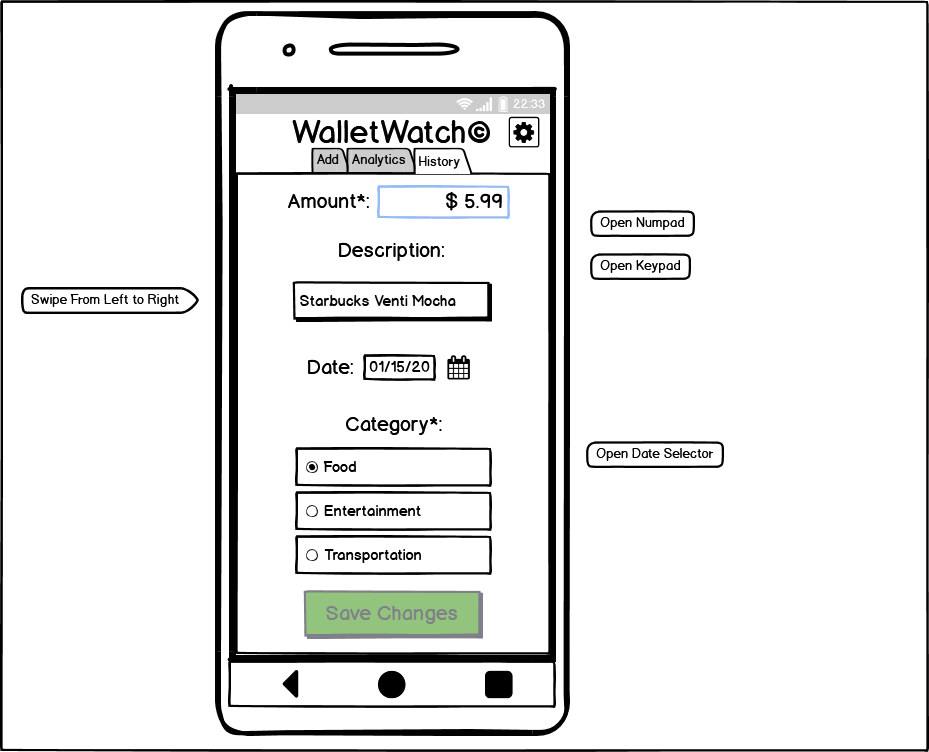 22:33
WalletWatch©
Add Analytics History
Amount*: $ 5.99
Open Numpad
Description:
Open Keypad
Swipe From Left to Right
Starbucks Venti Mocha
Date: 01/15/20
Category*:
Open Date Selector
Food
Entertainment
Transportation
Save Changes